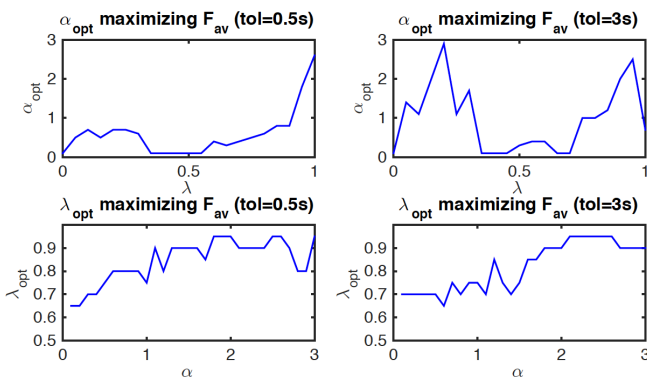 α_opt maximizing F_av (tol=0.5s)
α_opt maximizing F_av (tol=3s)
3
2
1
0
α_opt
0
0.5
1
λ
3
2
1
0
α_opt
0
0.5
1
λ
λ_opt maximizing F_av (tol=0.5s)
λ_opt maximizing F_av (tol=3s)
0.9
0.8
0.7
0.6
0.5
λ_opt
0
1
2
3
α
0.9
0.8
0.7
0.6
0.5
λ_opt
0
1
2
3
α